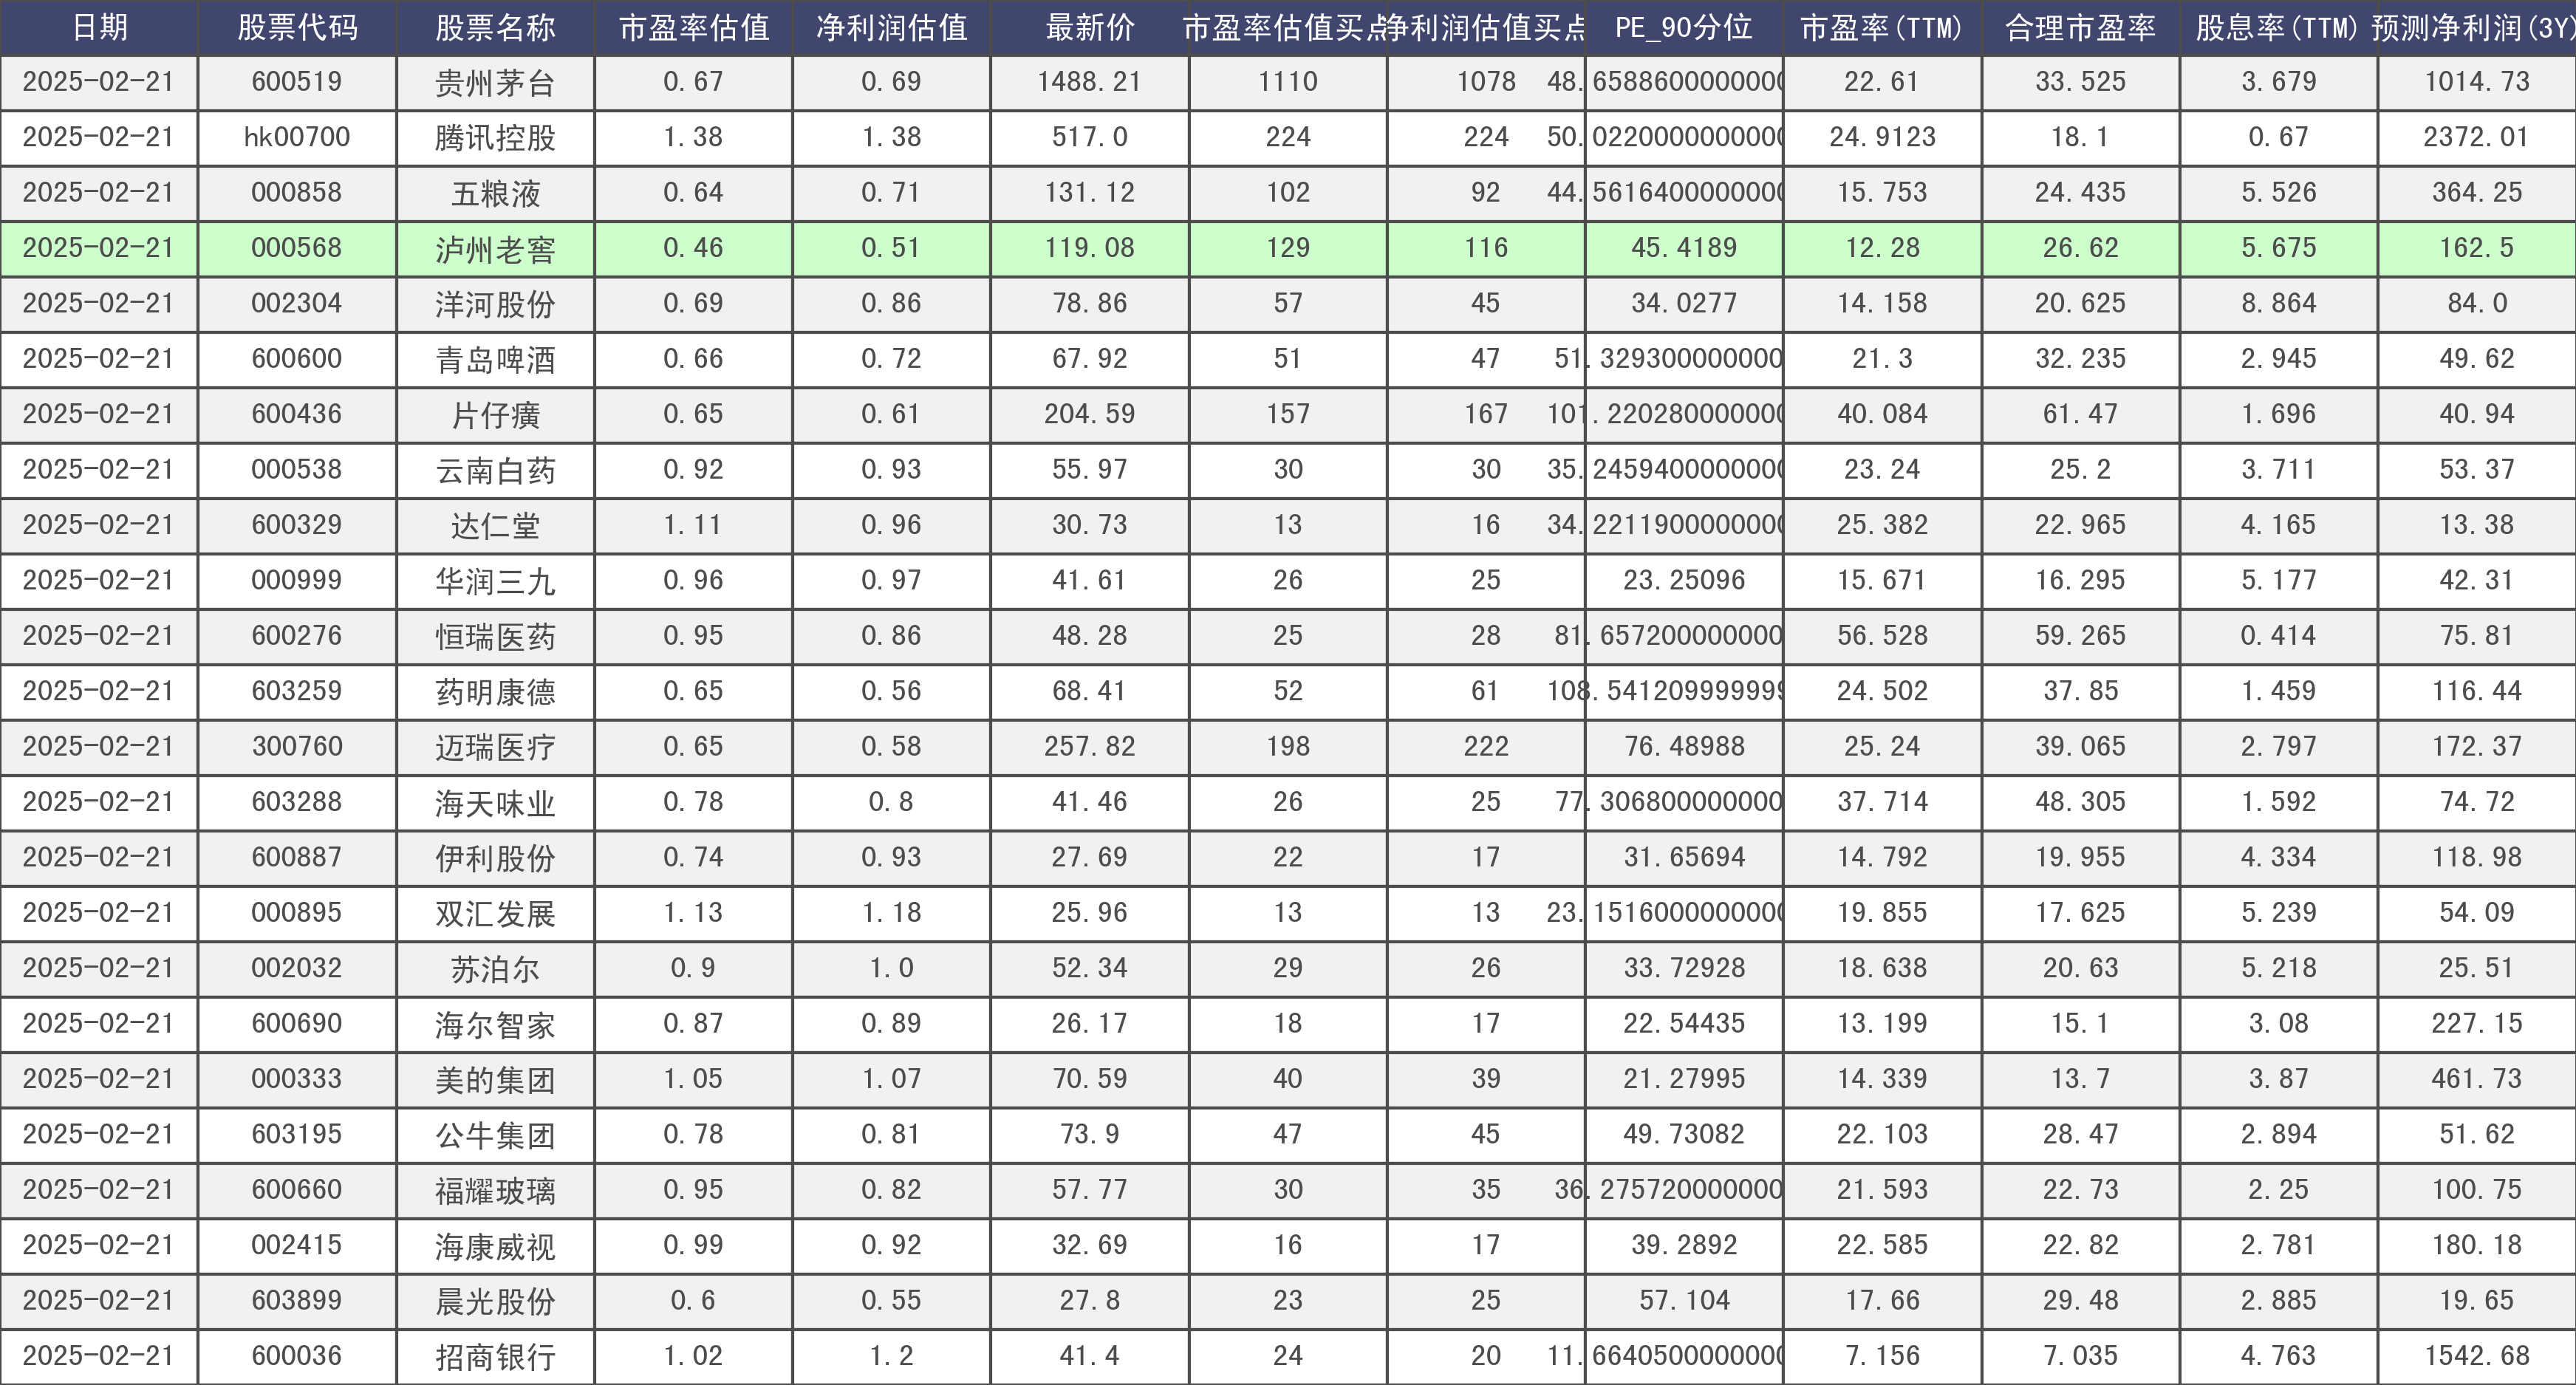 日期 股票代码 股票名称 市盈率估值 净利润估值 最新价 市盈率估值买点 净利润估值买点 PE_90分位 市盈率(TTM) 合理市盈率 股息率(TTM) 预测净利润(3Y)
2025-02-21 600519 贵州茅台 0.67 0.69 1488.21 1110 1078 48.6588600000000 22.61 33.525 3.679 1014.73
2025-02-21 hk00700 腾讯控股 1.38 1.38 517.0 224 224 50.0220000000000 24.9123 18.1 0.67 2372.01
2025-02-21 000858 五粮液 0.64 0.71 131.12 102 92 44.5616400000000 15.753 24.435 5.526 364.25
2025-02-21 000568 泸州老窖 0.46 0.51 119.08 129 116 45.4189 12.28 26.62 5.675 162.5
2025-02-21 002304 洋河股份 0.69 0.86 78.86 57 45 34.0277 14.158 20.625 8.864 84.0
2025-02-21 600600 青岛啤酒 0.66 0.72 67.92 51 47 51.329300000000 21.3 32.235 2.945 49.62
2025-02-21 600436 片仔癀 0.65 0.61 204.59 157 167 101.220280000000 40.084 61.47 1.696 40.94
2025-02-21 000538 云南白药 0.92 0.93 55.97 30 30 35.2459400000000 23.24 25.2 3.711 53.37
2025-02-21 600329 达仁堂 1.11 0.96 30.73 13 16 34.2211900000000 25.382 22.965 4.165 13.38
2025-02-21 000999 华润三九 0.96 0.97 41.61 26 25 23.25096 15.671 16.295 5.177 42.31
2025-02-21 600276 恒瑞医药 0.95 0.86 48.28 25 28 81.657200000000 56.528 59.265 0.414 75.81
2025-02-21 603259 药明康德 0.65 0.56 68.41 52 61 108.541209999999 24.502 37.85 1.459 116.44
2025-02-21 300760 迈瑞医疗 0.65 0.58 257.82 198 222 76.48988 25.24 39.065 2.797 172.37
2025-02-21 603288 海天味业 0.78 0.8 41.46 26 25 77.306800000000 37.714 48.305 1.592 74.72
2025-02-21 600887 伊利股份 0.74 0.93 27.69 22 17 31.65694 14.792 19.955 4.334 118.98
2025-02-21 000895 双汇发展 1.13 1.18 25.96 13 13 23.1516000000000 19.855 17.625 5.239 54.09
2025-02-21 002032 苏泊尔 0.9 1.0 52.34 29 26 33.72928 18.638 20.63 5.218 25.51
2025-02-21 600690 海尔智家 0.87 0.89 26.17 18 17 22.54435 13.199 15.1 3.08 227.15
2025-02-21 000333 美的集团 1.05 1.07 70.59 40 39 21.27995 14.339 13.7 3.87 461.73
2025-02-21 603195 公牛集团 0.78 0.81 73.9 47 45 49.73082 22.103 28.47 2.894 51.62
2025-02-21 600660 福耀玻璃 0.95 0.82 57.77 30 35 36.275720000000 21.593 22.73 2.25 100.75
2025-02-21 002415 海康威视 0.99 0.92 32.69 16 17 39.2892 22.585 22.82 2.781 180.18
2025-02-21 603899 晨光股份 0.6 0.55 27.8 23 25 57.104 17.66 29.48 2.885 19.65
2025-02-21 600036 招商银行 1.02 1.2 41.4 24 20 11.6640500000000 7.156 7.035 4.763 1542.68